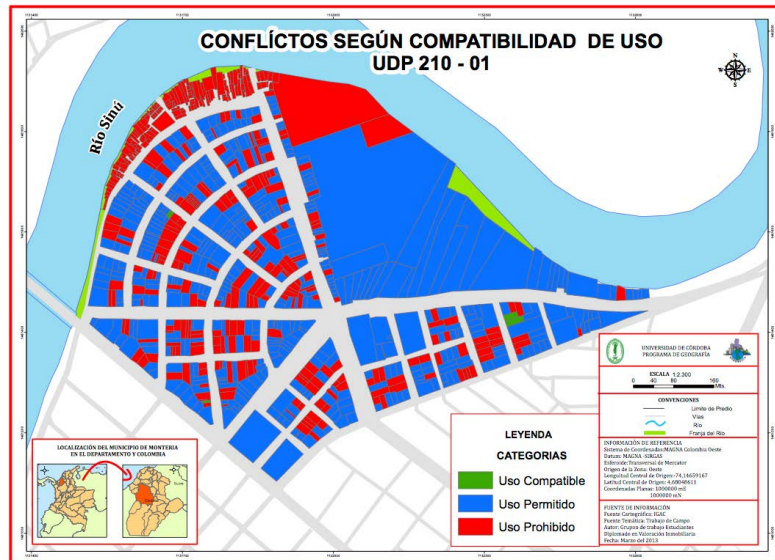 CONFLÍCTOS SEGÚN COMPATIBILIDAD DE USO
UDP 210 - 01
N
W E
S
Río Sinú
UNIVERSIDAD DE CÓRDOBA
PROGRAMA DE GEOGRAFÍA
ESCALA 1:2.300
0 40 80 160
Mts.
CONVENCIONES
Limite de Predio
Vias
Río
Franja del Río
INFORMACIÓN DE REFERENCIA
Sistema de Coordenadas:MAGNA Colombia Oeste
Datum: MAGNA -SIRGAS
Esferoide:Transversal de Mercator
Origen de la Zona: Oeste
Longuitud Central de Origen:-74,14659167
Latitud Central de Origen: 4,68048611
Coordenadas Planas: 1000000 mE
1000000 mN
FUENTE DE INFORMACIÓN
Fuente Cartográfica: IGAC
Fuente Temática: Trabajo de Campo
Autor: Grupos de trabajo Estudiantes
Diplomado en Valoración Inmobiliaria
Fecha: Marzo del 2013
LEYENDA
CATEGORIAS
Uso Compatible
Uso Permitido
Uso Prohibido
LOCALIZACIÓN DEL MUNICIPIO DE MONTERIA
EN EL DEPARTAMENTO Y COLOMBIA